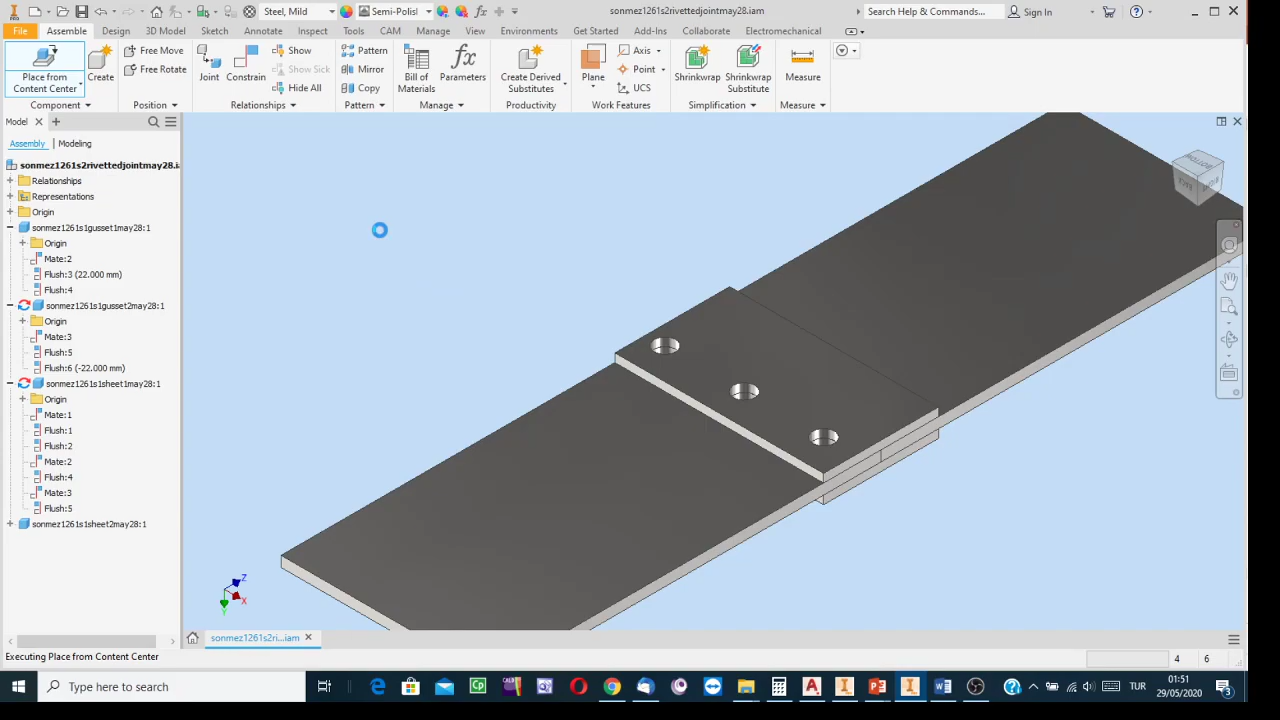 Steel, Mild
Semi-Polis
sonmez1261s2rivettedjointmay28.iam
Search Help & Commands...
Sign In
File Assemble Design 3D Model Sketch Annotate Inspect Tools CAM Manage View Environments Get Started Add-Ins Collaborate Electromechanical
Place from Content Center
Create
Free Move
Free Rotate
Joint
Constrain
Show
Show Sick
Hide All
Pattern
Mirror
Copy
Bill of Materials
Parameters
Create Derived Substitutes
Plane
Axis
Point
UCS
Shrinkwrap
Shrinkwrap Substitute
Measure
Component Position Relationships Pattern Manage Productivity Work Features Simplification Measure
Model
Assembly Modeling
sonmez1261s2rivettedjointmay28.ia
Relationships
Representations
Origin
sonmez1261s1gusset1may28:1
Origin
Mate:2
Flush:3 (22.000 mm)
Flush:4
sonmez1261s1gusset2may28:1
Origin
Mate:3
Flush:5
Flush:6 (-22.000 mm)
sonmez1261s1sheet1may28:1
Origin
Mate:1
Flush:1
Flush:2
Mate:2
Flush:4
Mate:3
Flush:5
sonmez1261s1sheet2may28:1
Z
X
Y
sonmez1261s2ri...iam
Executing Place from Content Center
4 6
Type here to search
TUR
01:51
29/05/2020
3